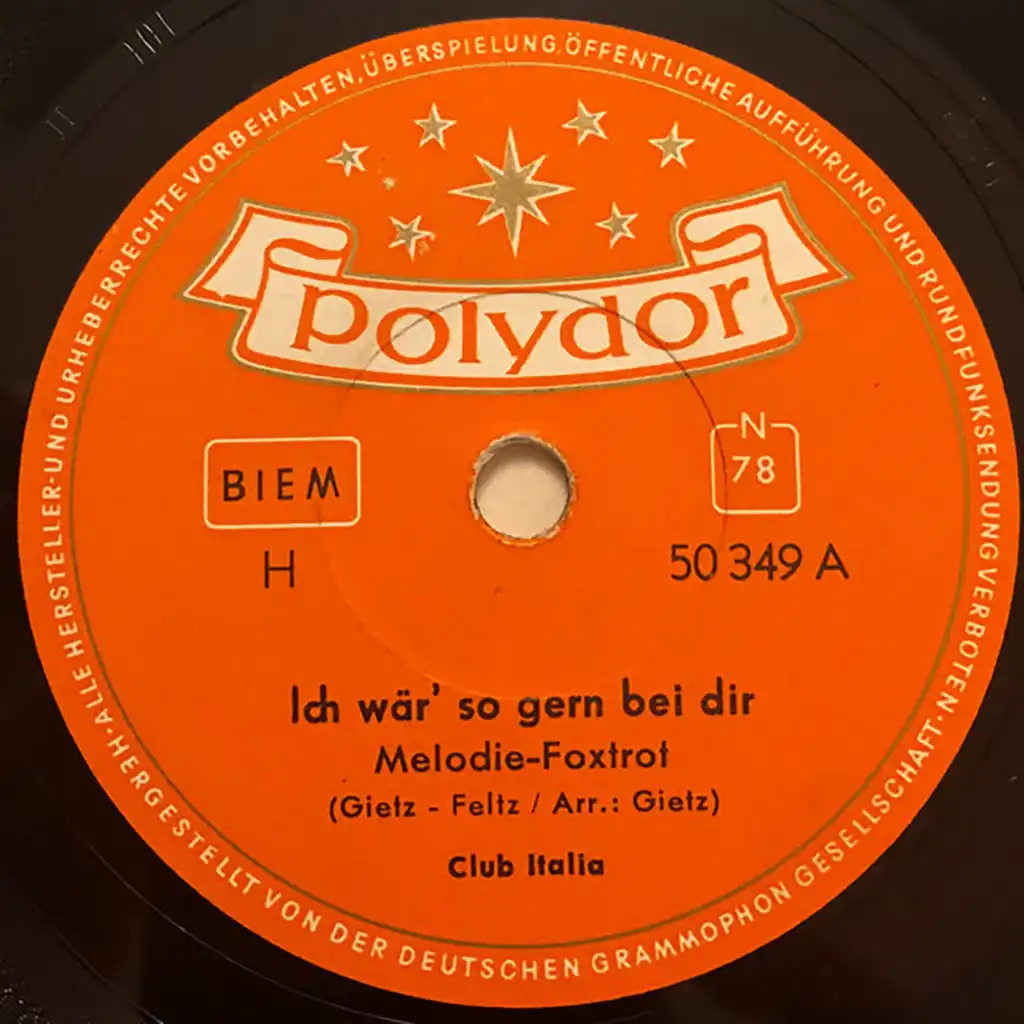 ALLE HERSTELLER-UND URHEBERRECHTE VORBEHALTEN, ÜBERSPIELUNG, ÖFFENTLICHE AUFFÜHRUNG UND RUNDFUNKSENDUNG VERBOTEN
polydor
BIEM
N
78
H
50 349 A
Ich wär' so gern bei dir
Melodie-Foxtrot
(Gietz - Feltz / Arr.: Gietz)
Club Italia
H·HERGESTELLT VON DER DEUTSCHEN GRAMMOPHON GESELLSCHAFT·N